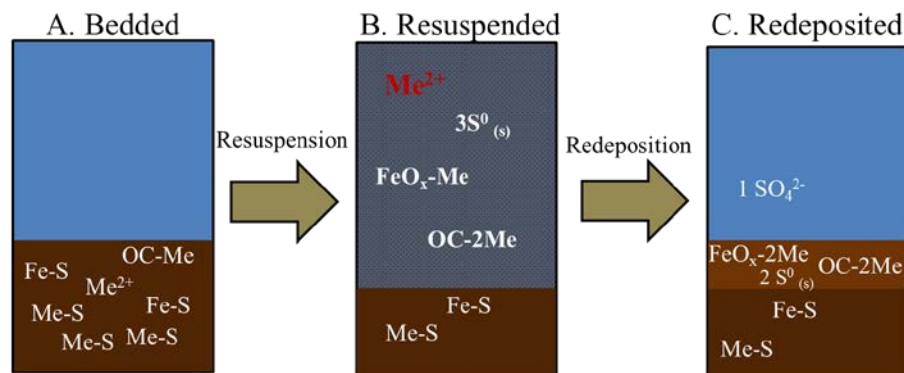 A. Bedded
B. Resuspended
C. Redeposited
Resuspension
Redeposition
OC-Me
Fe-S
Me²⁺
Fe-S
Me-S
Me-S
Me-S
Me²⁺
3S⁰ ₍ₛ₎
FeOₓ-Me
OC-2Me
Fe-S
Me-S
1 SO₄²⁻
FeOₓ-2Me
OC-2Me
2 S⁰ ₍ₛ₎
Fe-S
Me-S